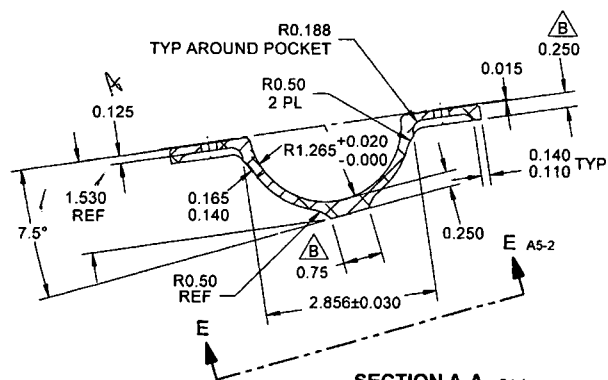 R0.188
TYP AROUND POCKET
B
0.250
0.015
A
0.125
R0.50
2 PL
R1.265 +0.020
-0.000
0.140
0.110 TYP
1.530
REF
0.165
0.140
7.5°
0.250
B
0.75
R0.50
REF
E A5-2
2.856±0.030
E
SECTION A-A